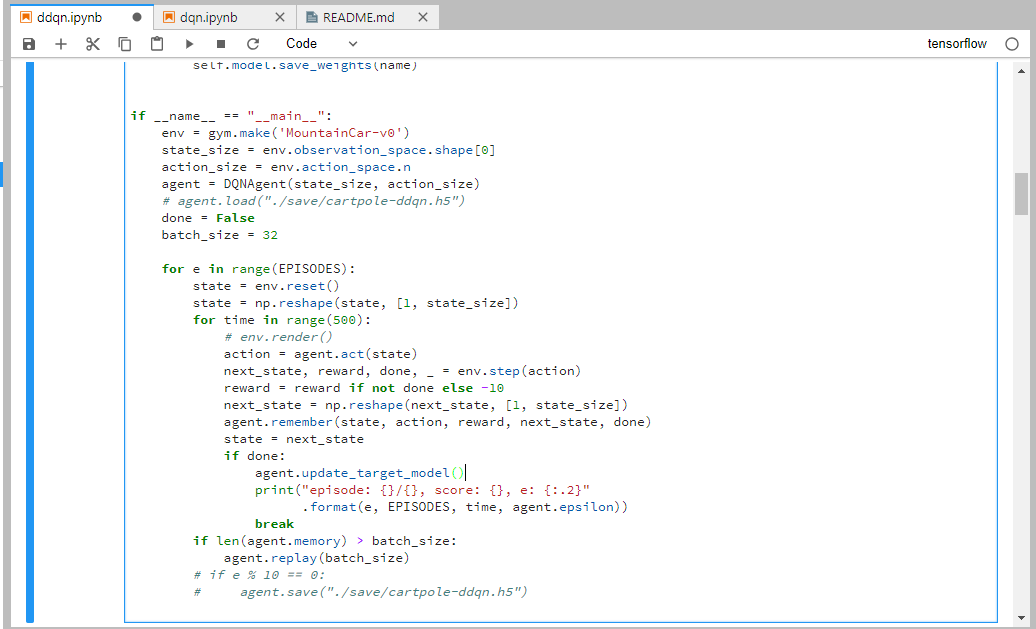 ddqn.ipynb
dqn.ipynb
README.md
Code
tensorflow
self.model.save_weights(name)
if __name__ == "__main__":
    env = gym.make('MountainCar-v0')
    state_size = env.observation_space.shape[0]
    action_size = env.action_space.n
    agent = DQNAgent(state_size, action_size)
    # agent.load("./save/cartpole-ddqn.h5")
    done = False
    batch_size = 32
    for e in range(EPISODES):
        state = env.reset()
        state = np.reshape(state, [1, state_size])
        for time in range(500):
            # env.render()
            action = agent.act(state)
            next_state, reward, done, _ = env.step(action)
            reward = reward if not done else -10
            next_state = np.reshape(next_state, [1, state_size])
            agent.remember(state, action, reward, next_state, done)
            state = next_state
            if done:
                agent.update_target_model()
                print("episode: {}/{}, score: {}, e: {:.2}"
                      .format(e, EPISODES, time, agent.epsilon))
                break
        if len(agent.memory) > batch_size:
            agent.replay(batch_size)
        # if e % 10 == 0:
        #     agent.save("./save/cartpole-ddqn.h5")